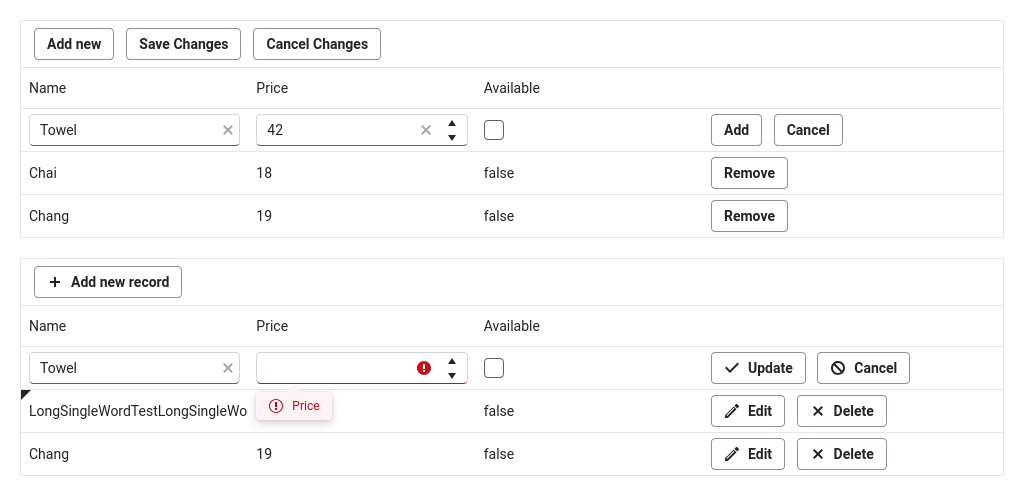 Add new Save Changes Cancel Changes
Name Price Available
Towel 42 Add Cancel
Chai 18 false Remove
Chang 19 false Remove
Add new record
Name Price Available
Towel Update Cancel
LongSingleWordTestLongSingleWo Price false Edit Delete
Chang 19 false Edit Delete